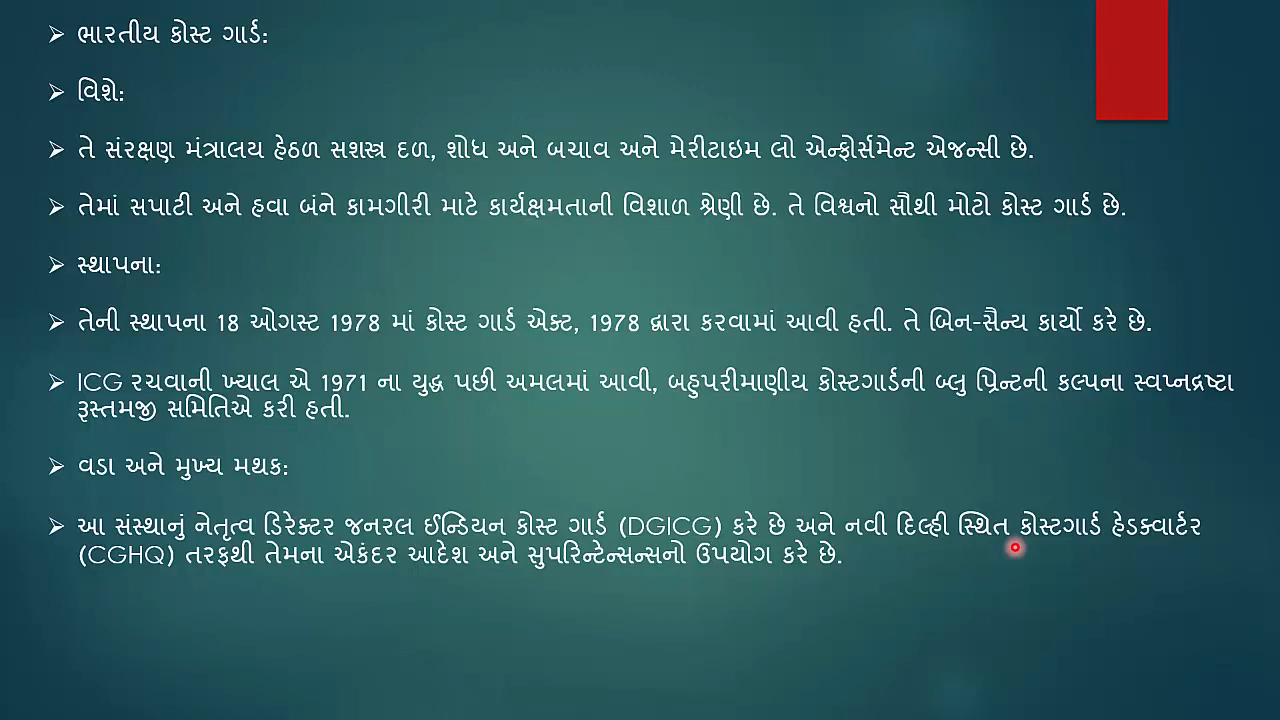 ભારતીય કોસ્ટ ગાર્ડ:
વિશે:
તે સંરક્ષણ મંત્રાલય હેઠળ સશસ્ત્ર દળ, શોધ અને બચાવ અને મેરીટાઇમ લો એન્ફોર્સમેન્ટ એજન્સી છે.
તેમાં સપાટી અને હવા બંને કામગીરી માટે કાર્યક્ષમતાની વિશાળ શ્રેણી છે. તે વિશ્વનો સૌથી મોટો કોસ્ટ ગાર્ડ છે.
સ્થાપના:
તેની સ્થાપના 18 ઓગસ્ટ 1978 માં કોસ્ટ ગાર્ડ એક્ટ, 1978 દ્વારા કરવામાં આવી હતી. તે બિન-સૈન્ય કાર્યો કરે છે.
ICG રચવાની ખ્યાલ એ 1971 ના યુદ્ધ પછી અમલમાં આવી, બહુપરીમાણીય કોસ્ટગાર્ડની બ્લુ પ્રિન્ટની કલ્પના સ્વપ્નદ્રષ્ટા
રૂસ્તમજી સમિતિએ કરી હતી.
વડા અને મુખ્ય મથક:
આ સંસ્થાનું નેતૃત્વ ડિરેક્ટર જનરલ ઈન્ડિયન કોસ્ટ ગાર્ડ (DGICG) કરે છે અને નવી દિલ્હી સ્થિત કોસ્ટગાર્ડ હેડક્વાર્ટર
(CGHQ) તરફથી તેમના એકંદર આદેશ અને સુપરિન્ટેન્સન્સનો ઉપયોગ કરે છે.